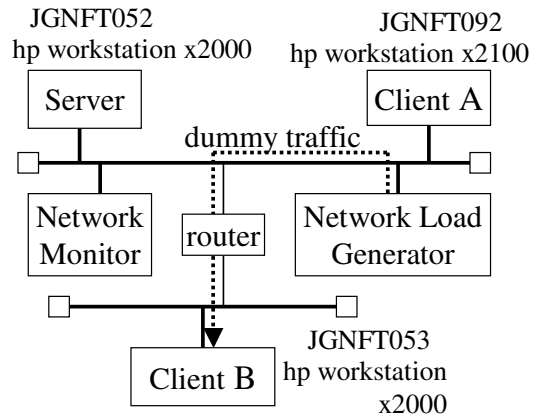 JGNFT052
hp workstation x2000
JGNFT092
hp workstation x2100
Server
Client A
dummy traffic
Network
Monitor
router
Network Load
Generator
Client B
JGNFT053
hp workstation
x2000